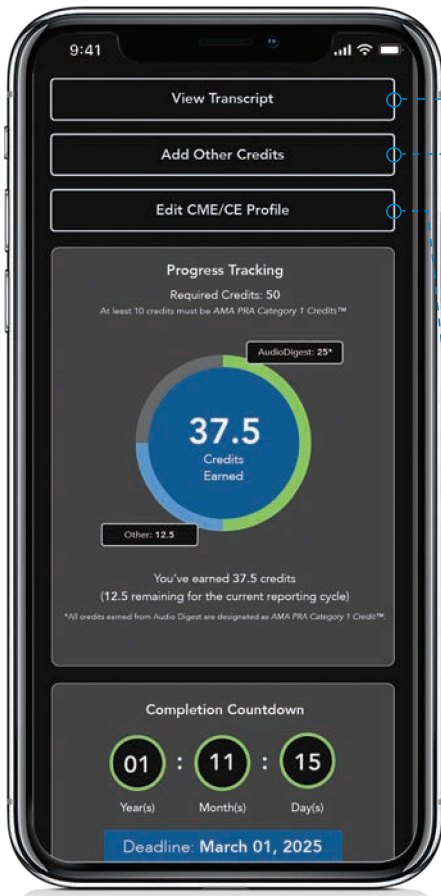 9:41
View Transcript
Add Other Credits
Edit CME/CE Profile
Progress Tracking
Required Credits: 50
At least 10 credits must be AMA PRA Category 1 Credits™
AudioDigest: 25*
37.5
Credits
Earned
Other: 12.5
You've earned 37.5 credits
(12.5 remaining for the current reporting cycle)
*All credits earned from Audio Digest are designated as AMA PRA Category 1 Credit™.
Completion Countdown
01 : 11 : 15
Year(s) Month(s) Day(s)
Deadline: March 01, 2025